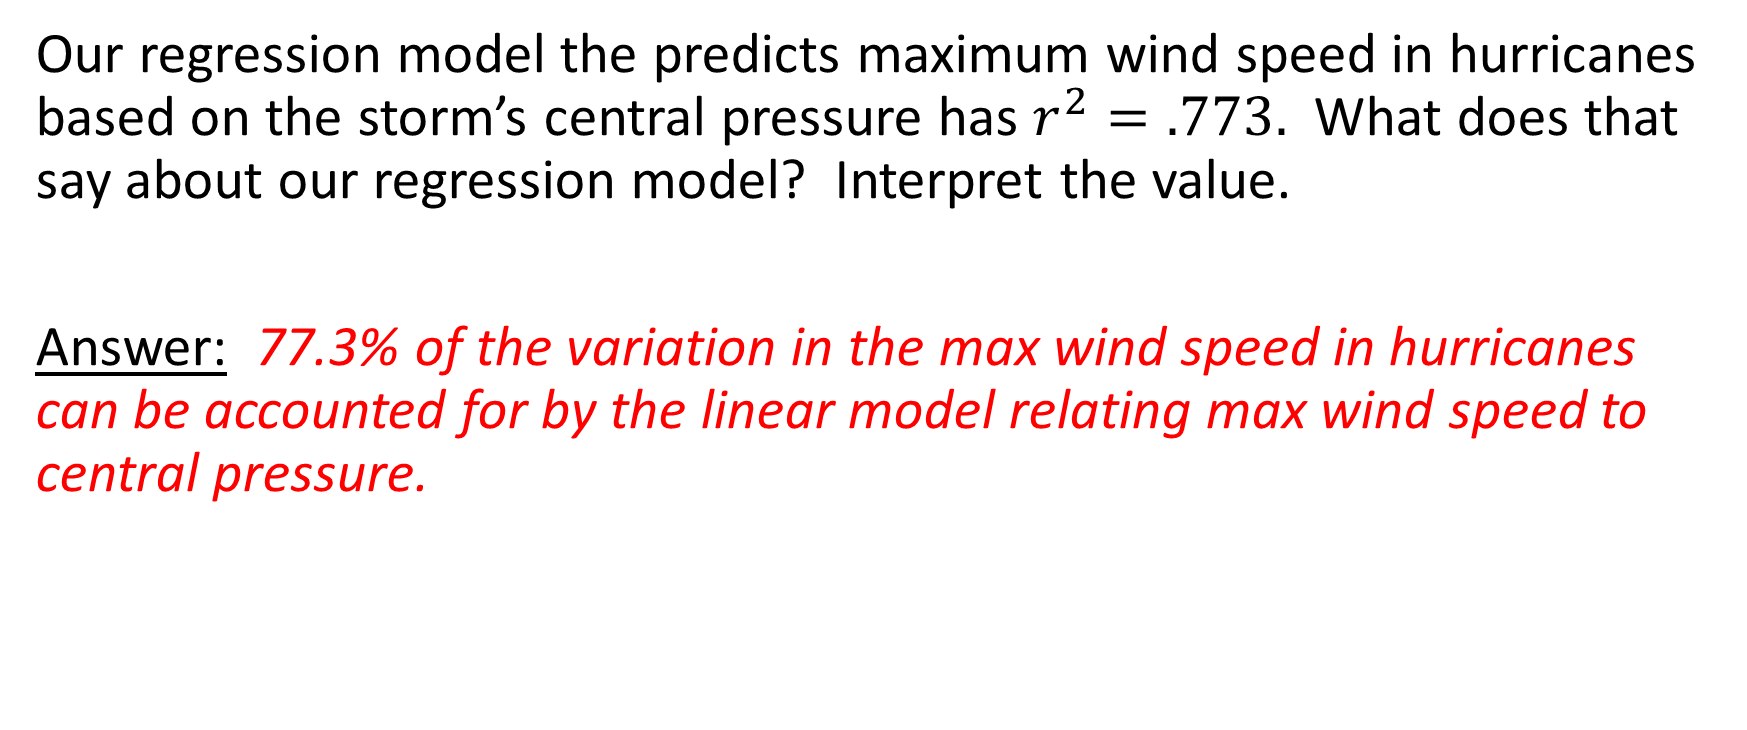 Our regression model the predicts maximum wind speed in hurricanes
based on the storm’s central pressure has r² = .773. What does that
say about our regression model? Interpret the value.
Answer: 77.3% of the variation in the max wind speed in hurricanes
can be accounted for by the linear model relating max wind speed to
central pressure.